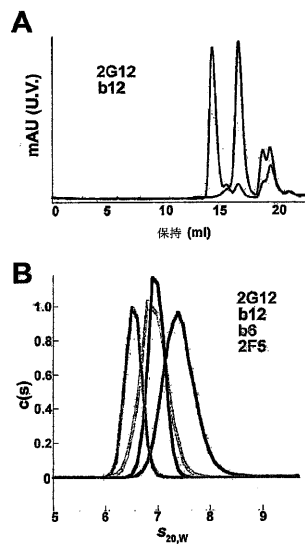 A
2G12
b12
mAU (U.V.)
0 5 10 15 20
保持 (ml)
B
2G12
b12
b6
2F5
c(s)
1.0
0.8
0.6
0.4
0.2
0
5 6 7 8 9
S20,W